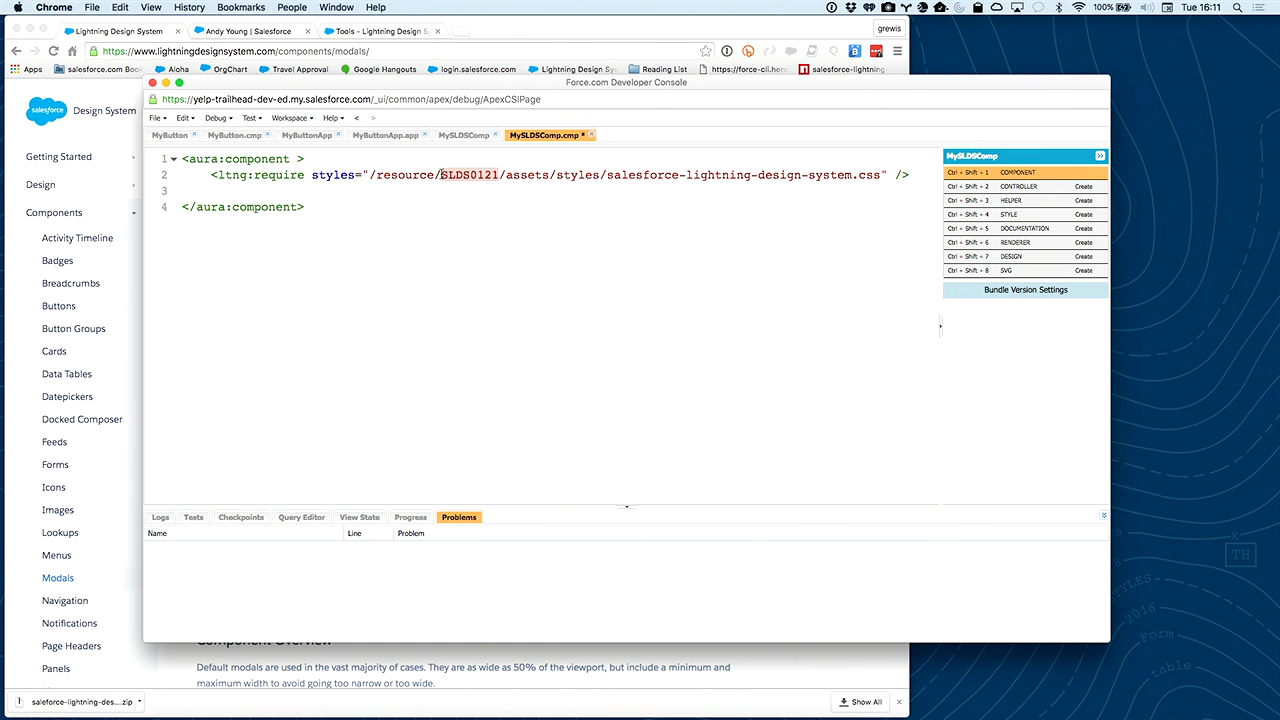 Chrome File Edit View History Bookmarks People Window Help 100% Tue 16:11
Lightning Design System × Andy Young | Salesforce × Tools - Lightning Design S × grewis
https://www.lightningdesignsystem.com/components/modals/
Apps salesforce.com Book Aloha OrgChart Travel Approval Google Hangouts login.salesforce.com Lightning Design Sys Reading List https://force-cli.here salesforce-lightning
Force.com Developer Console
https://yelp-trailhead-dev-ed.my.salesforce.com/_ui/common/apex/debug/ApexCSIPage
File Edit Debug Test Workspace Help < >
MyButton MyButton.cmp MyButtonApp MyButtonApp.app MySLDSComp MySLDSComp.cmp *
1 <aura:component >
2 <ltng:require styles="/resource/SLDS0121/assets/styles/salesforce-lightning-design-system.css" />
3
4 </aura:component>
MySLDSComp
Ctrl + Shift + 1 COMPONENT
Ctrl + Shift + 2 CONTROLLER Create
Ctrl + Shift + 3 HELPER Create
Ctrl + Shift + 4 STYLE Create
Ctrl + Shift + 5 DOCUMENTATION Create
Ctrl + Shift + 6 RENDERER Create
Ctrl + Shift + 7 DESIGN Create
Ctrl + Shift + 8 SVG Create
Bundle Version Settings
Logs Tests Checkpoints Query Editor View State Progress Problems
Name Line Problem
salesforce Design System
Getting Started
Design
Components
Activity Timeline
Badges
Breadcrumbs
Buttons
Button Groups
Cards
Data Tables
Datepickers
Docked Composer
Feeds
Forms
Icons
Images
Lookups
Menus
Modals
Navigation
Notifications
Page Headers
Panels
Component Overview
Default modals are used in the vast majority of cases. They are as wide as 50% of the viewport, but include a minimum and
maximum width to avoid going too narrow or too wide.
saleforce-lightning-des....zip Show All
TH
STYLES
2016
Form
table